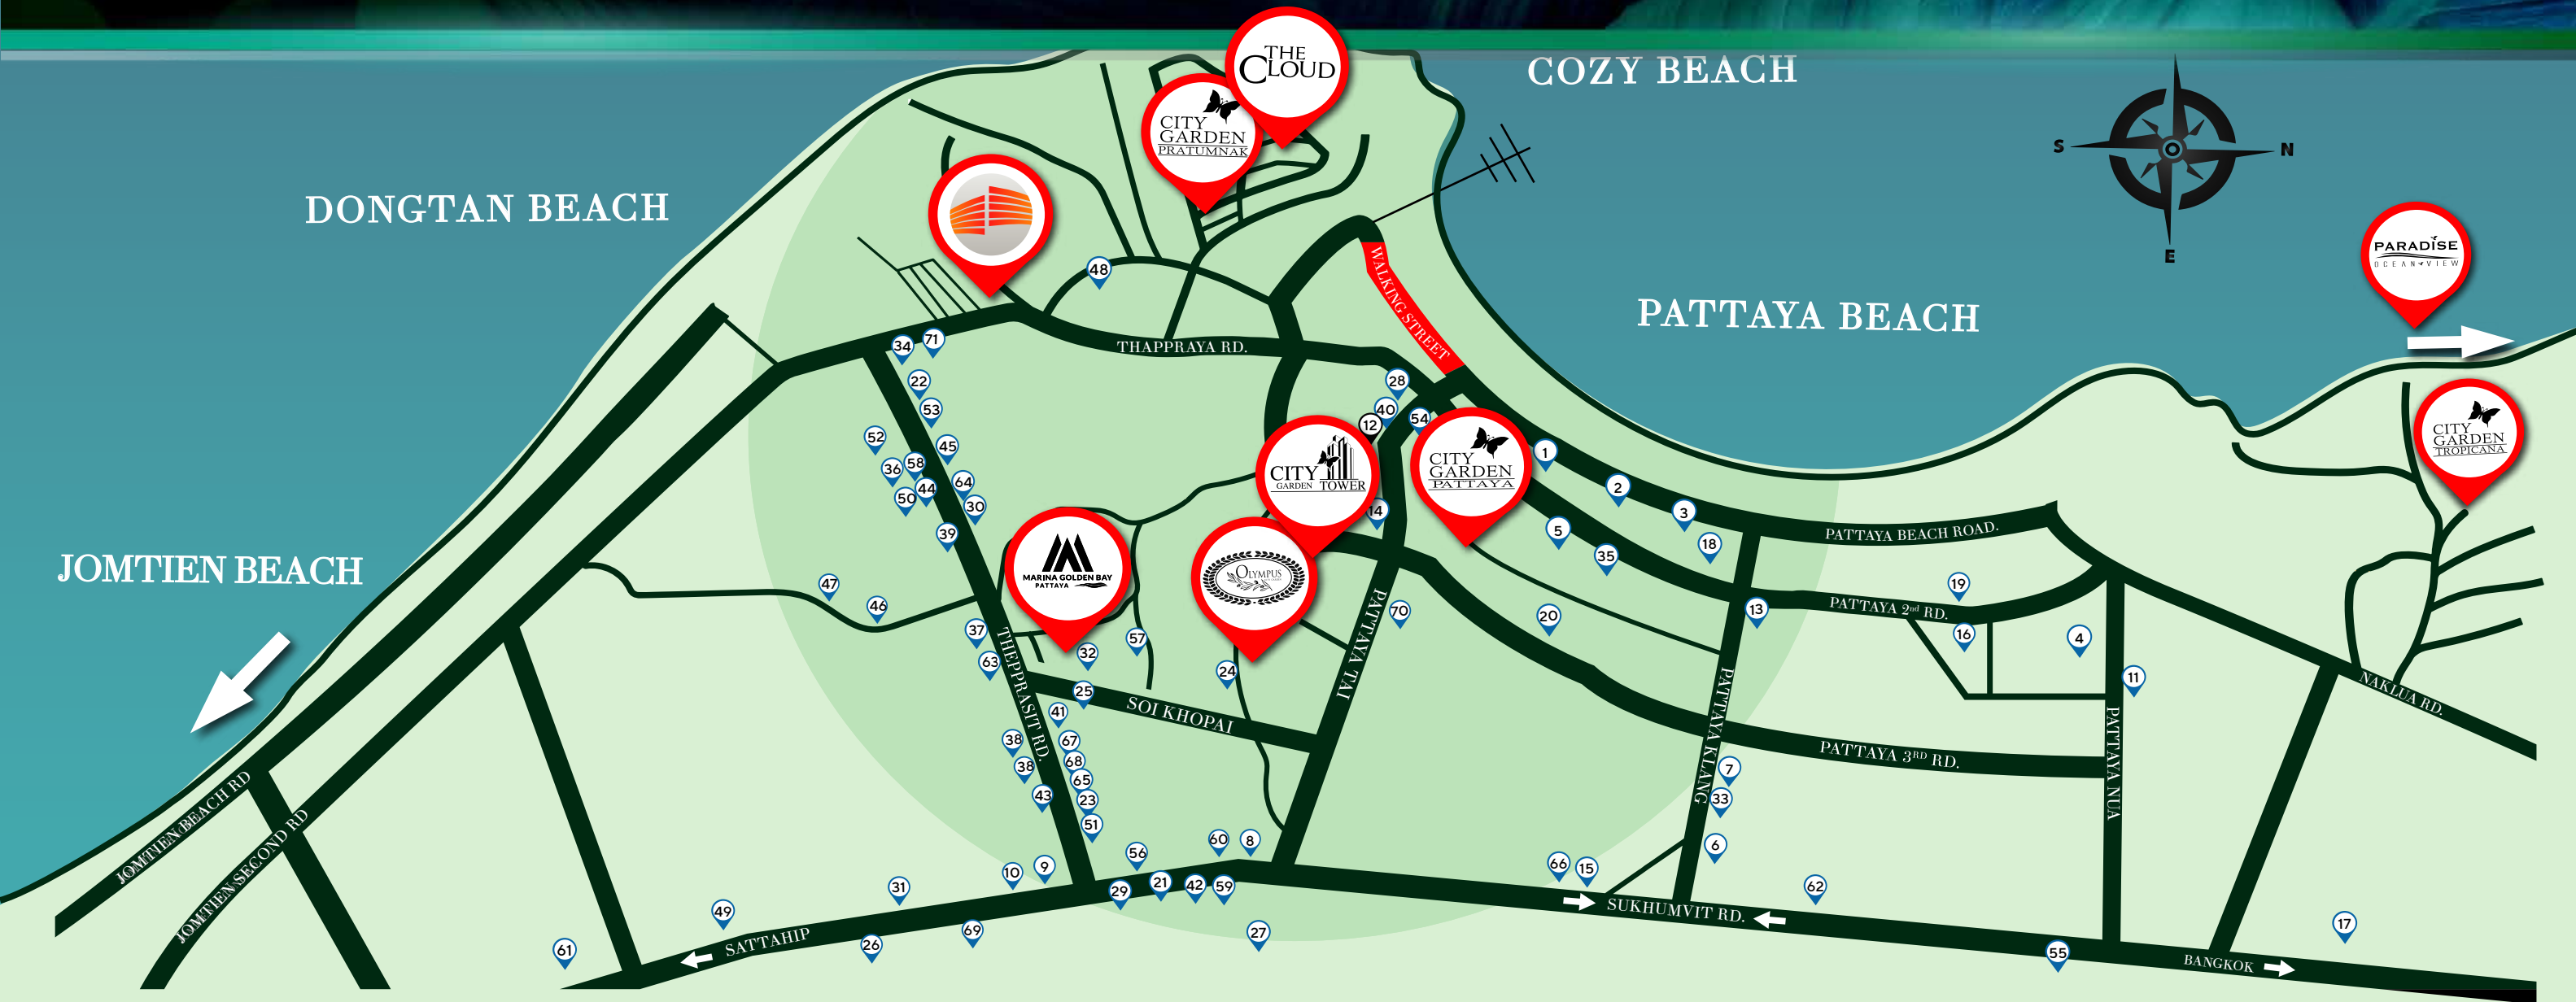 THE
CLOUD
COZY BEACH
CITY
GARDEN
PRATUMNAK
S
N
E
DONGTAN BEACH
PARADISE
OCEAN VIEW
WALKING STREET
48
PATTAYA BEACH
THAPPRAYA RD.
34
71
22
53
28
40
12
54
CITY
GARDEN
TROPICANA
52
45
36
58
44
64
50
30
39
CITY
GARDEN TOWER
14
CITY
GARDEN
PATTAYA
1
2
3
5
18
35
PATTAYA BEACH ROAD.
JOMTIEN BEACH
MARINA GOLDEN BAY
PATTAYA
OLYMPUS
47
46
70
20
13
19
PATTAYA 2nd RD.
16
4
11
37
63
32
57
24
PATTAYA TAI
THEPPRASIT RD.
25
SOI KHOPAI
41
38
67
68
38
65
43
23
51
PATTAYA KLANG
PATTAYA 3RD RD.
PATTAYA NUA
NAKLUA RD.
7
33
6
JOMTIEN BEACH RD
JOMTIEN SECOND RD
56
60
8
9
10
31
29
21
42
59
66
15
62
49
SUKHUMVIT RD.
17
61
SATTAHIP
26
69
27
55
BANGKOK